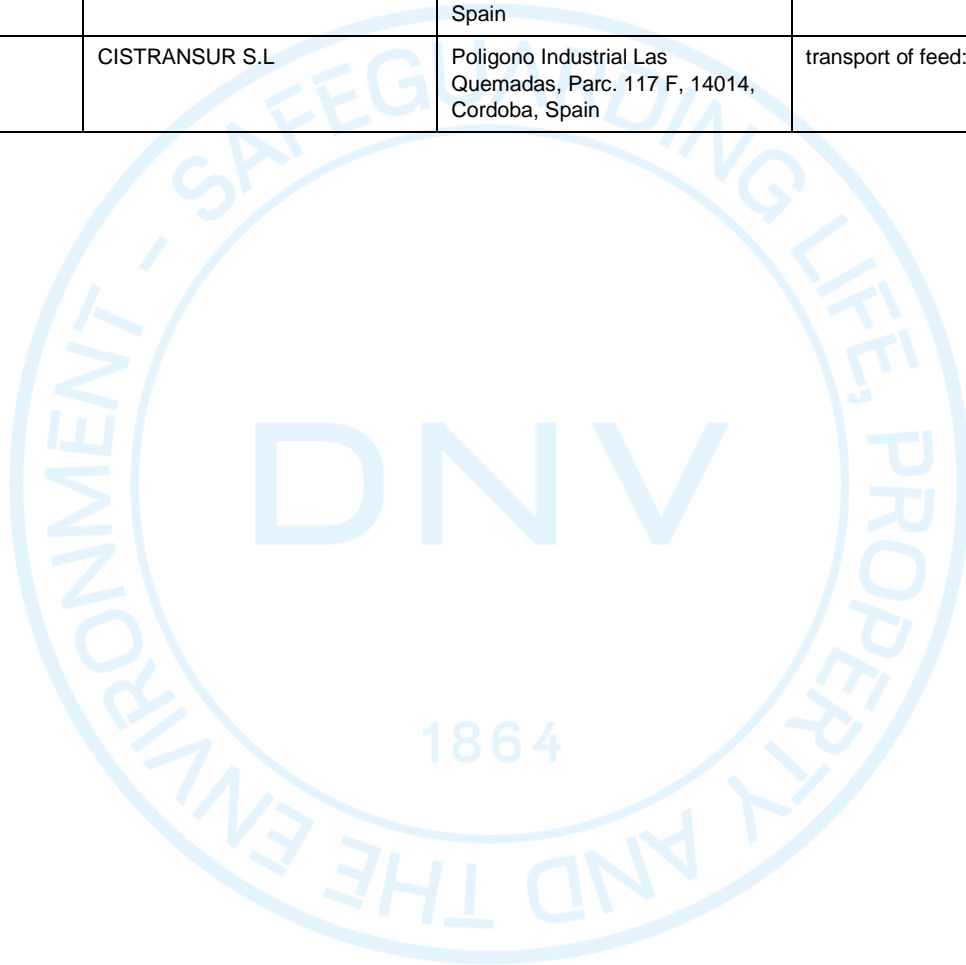 Spain
CISTRANSUR S.L
Poligono Industrial Las
Quemadas, Parc. 117 F, 14014,
Cordoba, Spain
transport of feed:
SAFEGUARDING LIFE, PROPERTY AND THE ENVIRONMENT -
DNV
1864